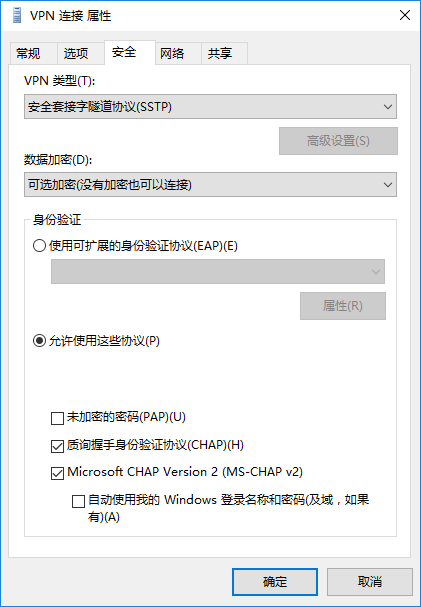 VPN 连接 属性
常规 选项 安全 网络 共享
VPN 类型(T):
安全套接字隧道协议(SSTP)
高级设置(S)
数据加密(D):
可选加密(没有加密也可以连接)
身份验证
使用可扩展的身份验证协议(EAP)(E)
属性(R)
允许使用这些协议(P)
未加密的密码(PAP)(U)
质询握手身份验证协议(CHAP)(H)
Microsoft CHAP Version 2 (MS-CHAP v2)
自动使用我的 Windows 登录名称和密码(及域，如果
有)(A)
确定 取消